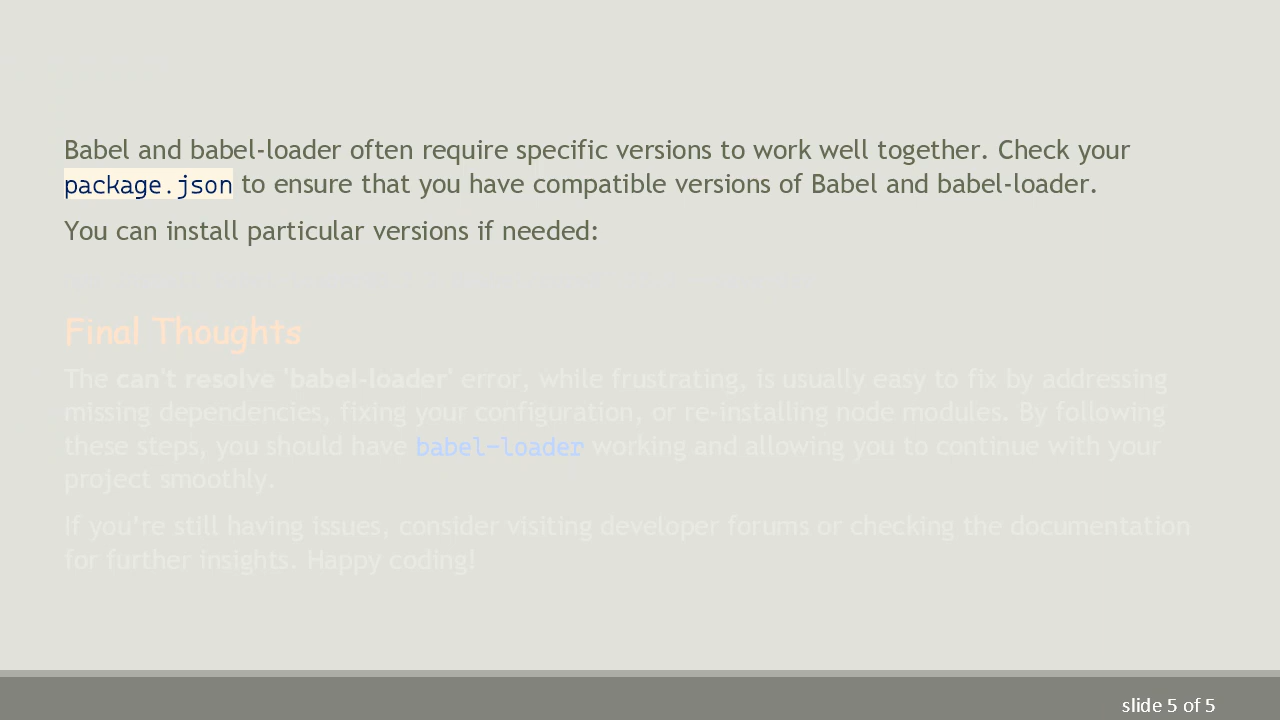 Babel and babel-loader often require specific versions to work well together. Check your
package.json to ensure that you have compatible versions of Babel and babel-loader.
You can install particular versions if needed:
Final Thoughts
The can't resolve 'babel-loader' error, while frustrating, is usually easy to fix by addressing
missing dependencies, fixing your configuration, or re-installing node modules. By following
these steps, you should have babel-loader working and allowing you to continue with your
project smoothly.
If you're still having issues, consider visiting developer forums or checking the documentation
for further insights. Happy coding!
slide 5 of 5